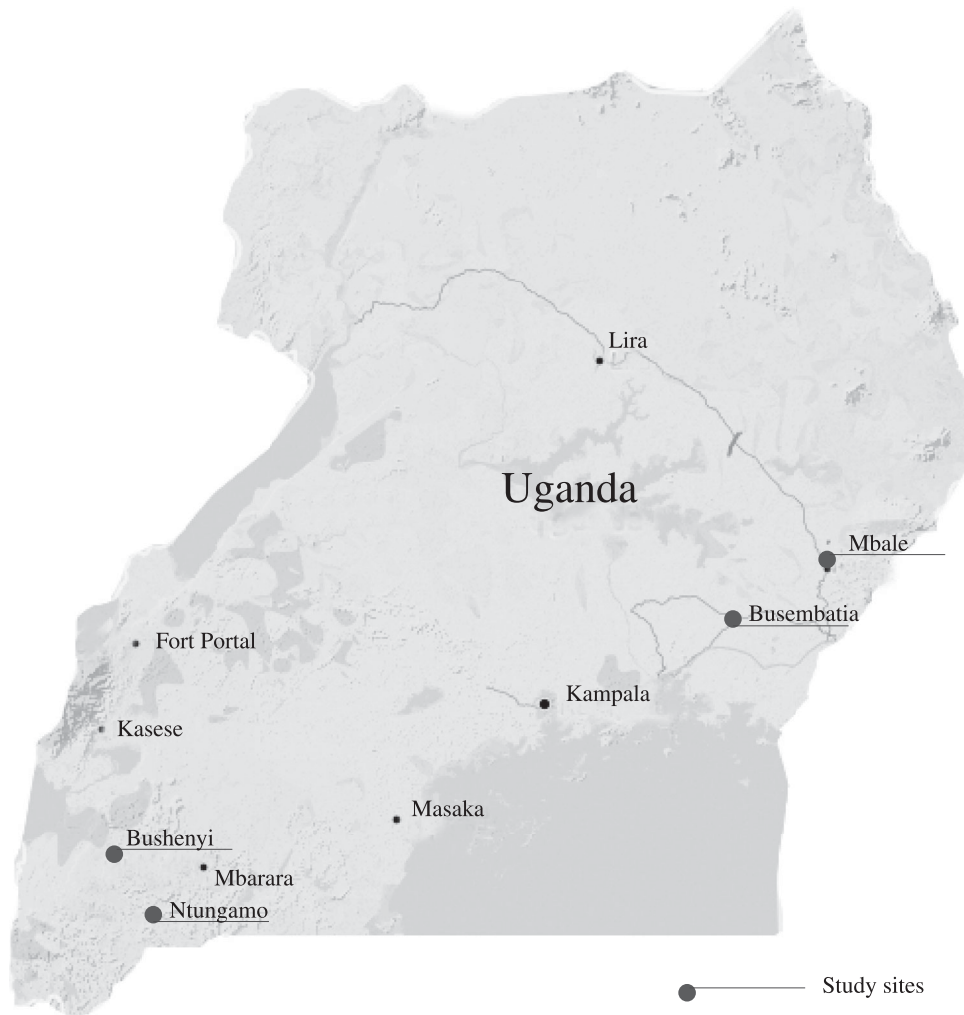 Lira
Uganda
Mbale
Busembatia
Fort Portal
Kampala
Kasese
Masaka
Bushenyi
Mbarara
Ntungamo
Study sites